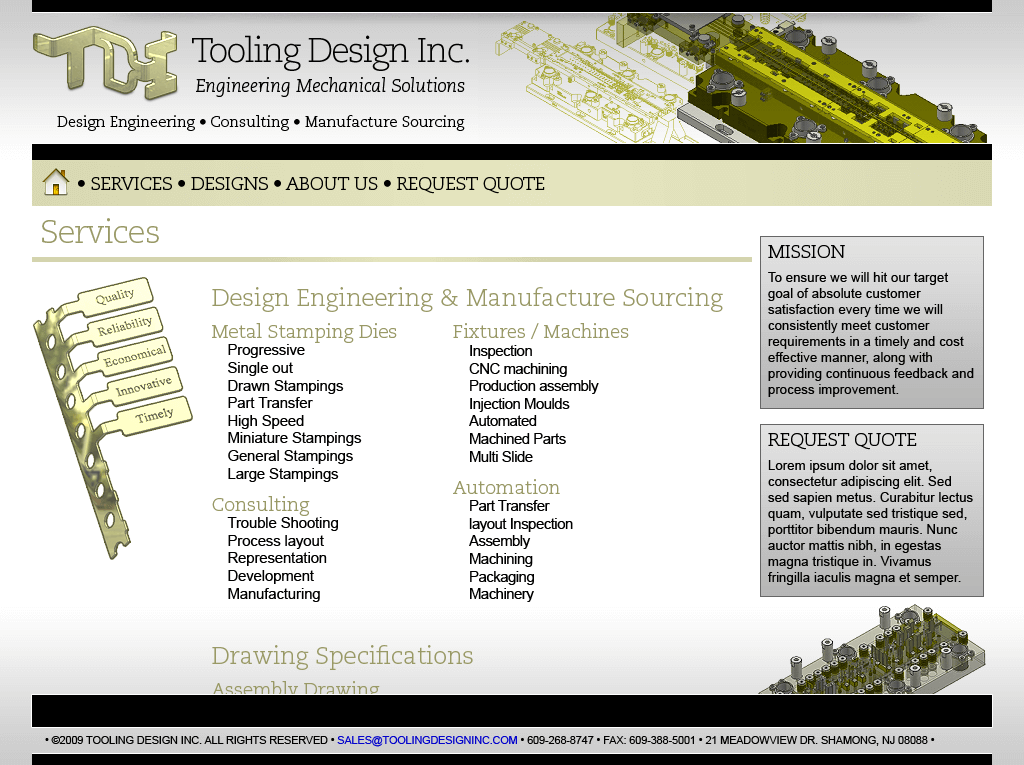 TDI
Tooling Design Inc.
Engineering Mechanical Solutions
Design Engineering • Consulting • Manufacture Sourcing
• SERVICES • DESIGNS • ABOUT US • REQUEST QUOTE
Services
Quality
Reliability
Economical
Innovative
Timely
Design Engineering & Manufacture Sourcing
Metal Stamping Dies
Progressive
Single out
Drawn Stampings
Part Transfer
High Speed
Miniature Stampings
General Stampings
Large Stampings
Consulting
Trouble Shooting
Process layout
Representation
Development
Manufacturing
Fixtures / Machines
Inspection
CNC machining
Production assembly
Injection Moulds
Automated
Machined Parts
Multi Slide
Automation
Part Transfer
layout Inspection
Assembly
Machining
Packaging
Machinery
Drawing Specifications
Assembly Drawing
MISSION
To ensure we will hit our target
goal of absolute customer
satisfaction every time we will
consistently meet customer
requirements in a timely and cost
effective manner, along with
providing continuous feedback and
process improvement.
REQUEST QUOTE
Lorem ipsum dolor sit amet,
consectetur adipiscing elit. Sed
sed sapien metus. Curabitur lectus
quam, vulputate sed tristique sed,
porttitor bibendum mauris. Nunc
auctor mattis nibh, in egestas
magna tristique in. Vivamus
fringilla iaculis magna et semper.
• ©2009 TOOLING DESIGN INC. ALL RIGHTS RESERVED • SALES@TOOLINGDESIGNINC.COM • 609-268-8747 • FAX: 609-388-5001 • 21 MEADOWVIEW DR. SHAMONG, NJ 08088 •